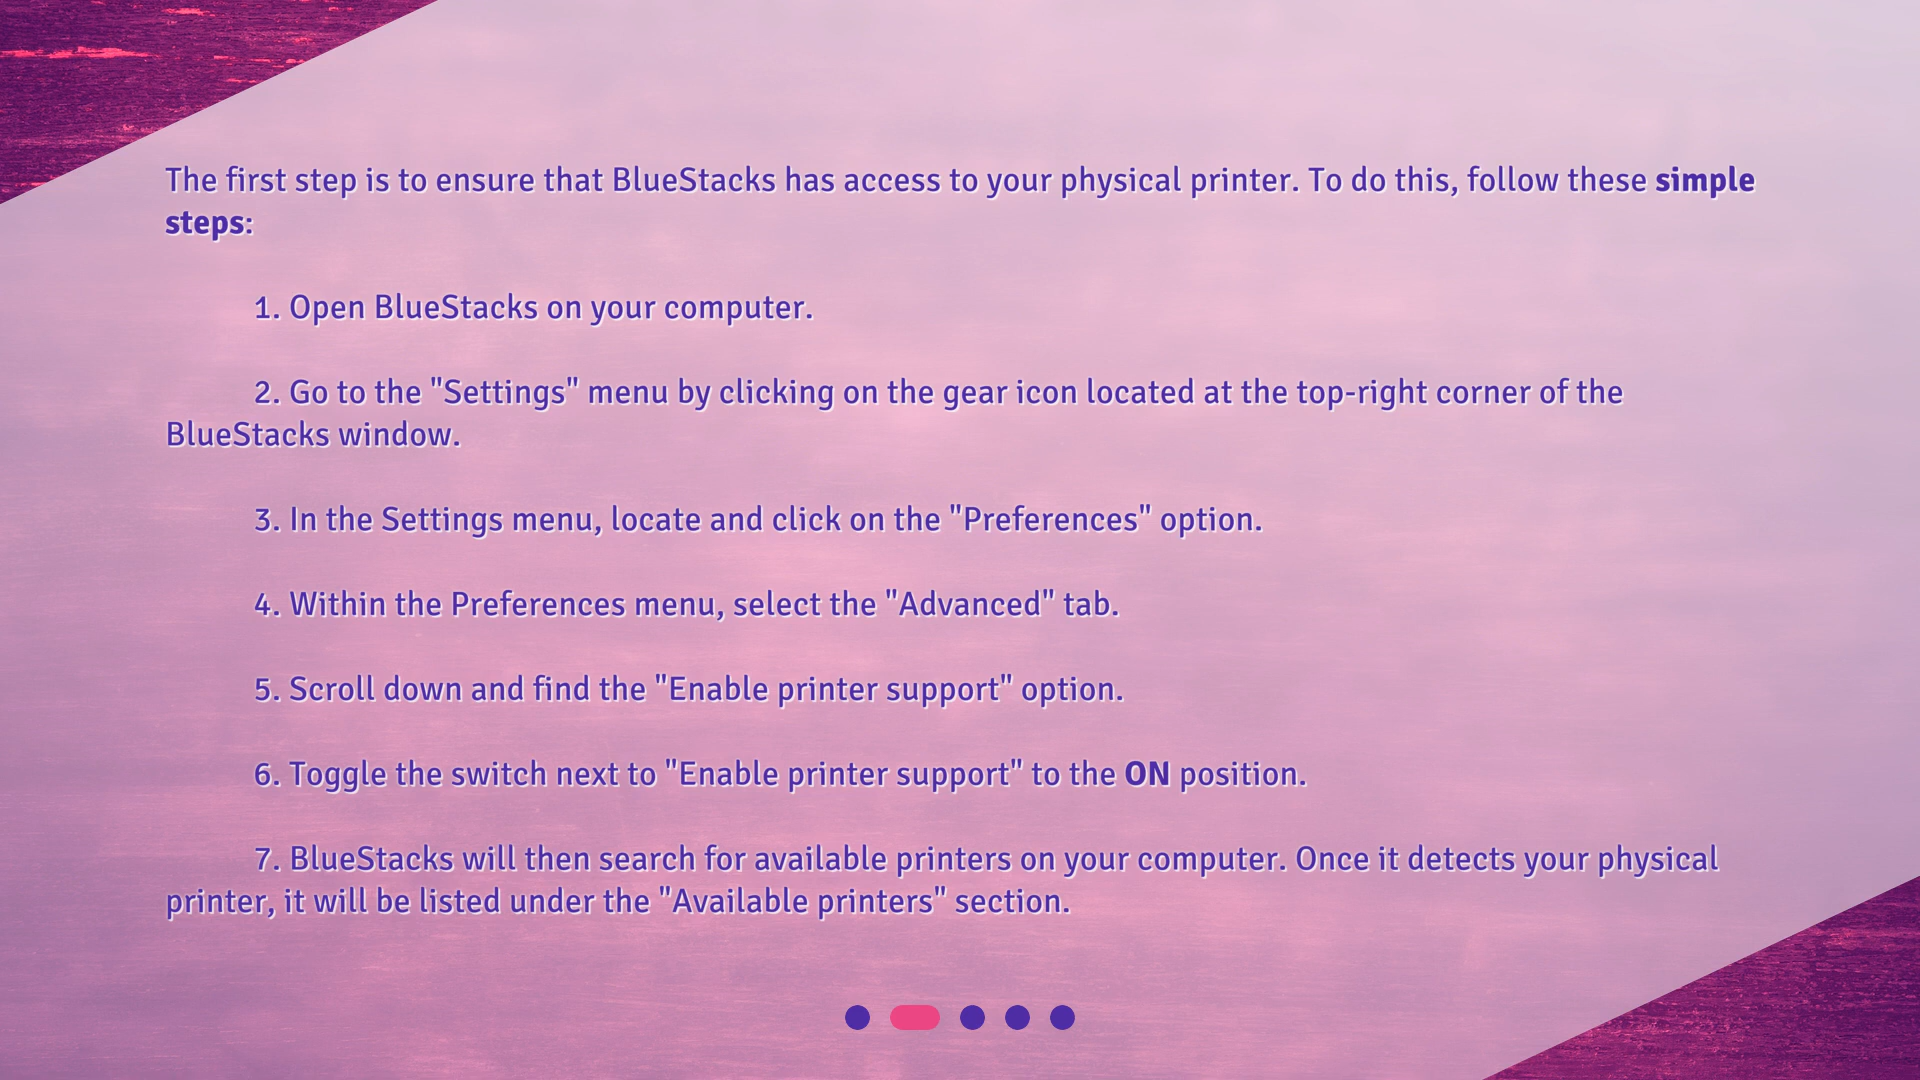 The first step is to ensure that BlueStacks has access to your physical printer. To do this, follow these simple
steps:
1. Open BlueStacks on your computer.
2. Go to the "Settings" menu by clicking on the gear icon located at the top-right corner of the
BlueStacks window.
3. In the Settings menu, locate and click on the "Preferences" option.
4. Within the Preferences menu, select the "Advanced" tab.
5. Scroll down and find the "Enable printer support" option.
6. Toggle the switch next to "Enable printer support" to the ON position.
7. BlueStacks will then search for available printers on your computer. Once it detects your physical
printer, it will be listed under the "Available printers" section.